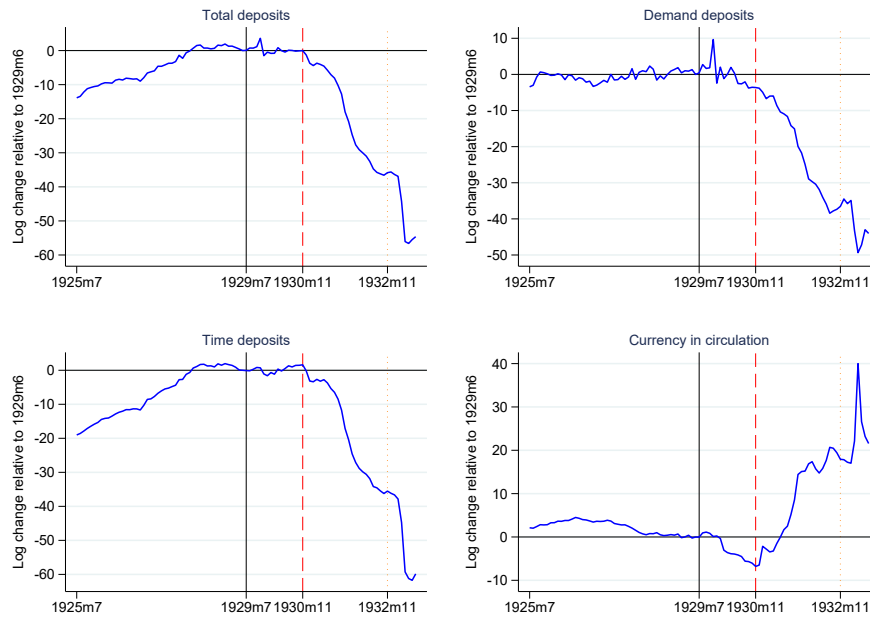 Total deposits
Log change relative to 1929m6
0
-10
-20
-30
-40
-50
-60
1925m7 1929m7 1930m11 1932m11
Demand deposits
Log change relative to 1929m6
10
0
-10
-20
-30
-40
-50
1925m7 1929m7 1930m11 1932m11
Time deposits
Log change relative to 1929m6
0
-10
-20
-30
-40
-50
-60
1925m7 1929m7 1930m11 1932m11
Currency in circulation
Log change relative to 1929m6
40
30
20
10
0
-10
1925m7 1929m7 1930m11 1932m11